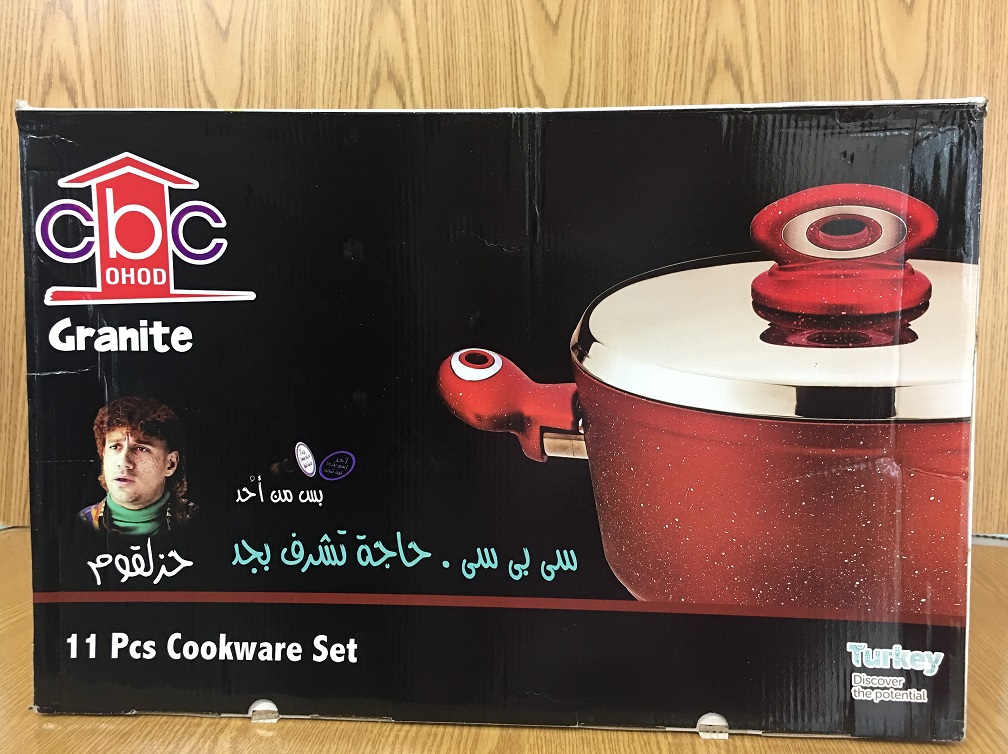 cbc
OHOD
Granite
بس من أحد
حزلقوم
سى بى سى . حاجة تشرف بجد
11 Pcs Cookware Set
Turkey
Discover
the potential